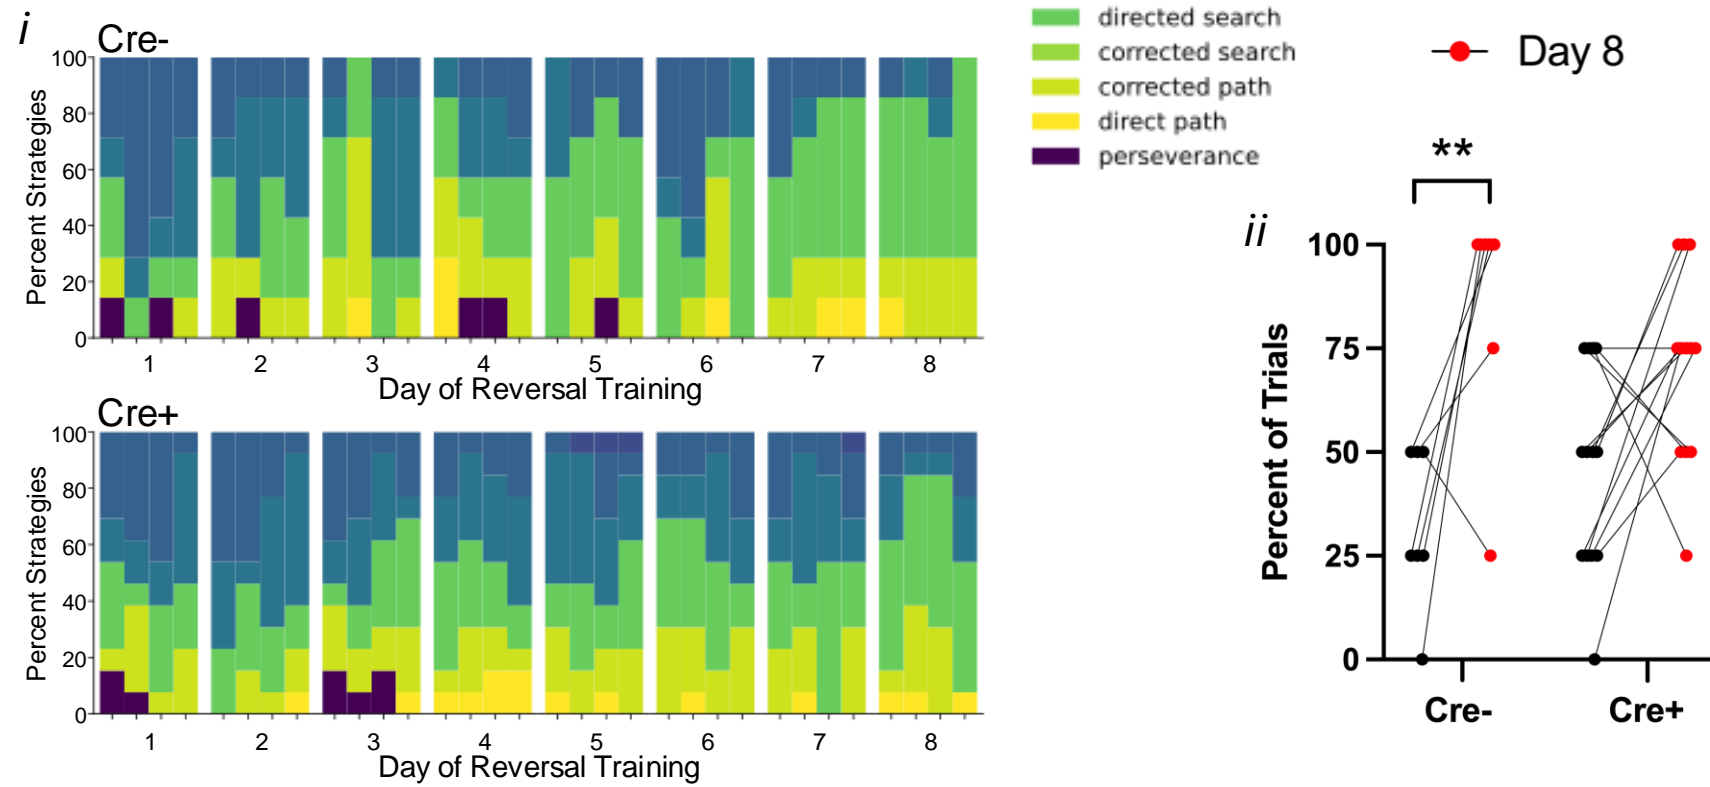 i
Cre-
100
80
60
40
20
0
Percent Strategies
1 2 3 4 5 6 7 8
Day of Reversal Training
Cre+
100
80
60
40
20
0
Percent Strategies
1 2 3 4 5 6 7 8
Day of Reversal Training
directed search
corrected search
corrected path
direct path
perseverance
Day 8
**
ii
100
75
50
25
0
Percent of Trials
Cre- Cre+